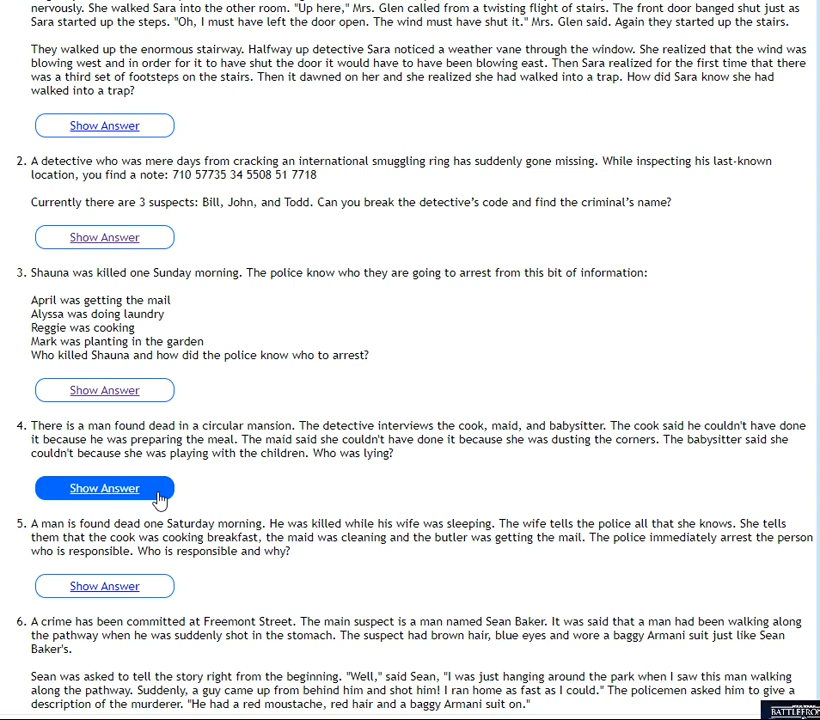 nervously. She walked Sara into the other room. "Up here," Mrs. Glen called from a twisting flight of stairs. The front door banged shut just as
Sara started up the steps. "Oh, I must have left the door open. The wind must have shut it." Mrs. Glen said. Again they started up the stairs.
They walked up the enormous stairway. Halfway up detective Sara noticed a weather vane through the window. She realized that the wind was
blowing west and in order for it to have shut the door it would have to have been blowing east. Then Sara realized for the first time that there
was a third set of footsteps on the stairs. Then it dawned on her and she realized she had walked into a trap. How did Sara know she had
walked into a trap?
Show Answer
2. A detective who was mere days from cracking an international smuggling ring has suddenly gone missing. While inspecting his last-known
location, you find a note: 710 57735 34 5508 51 7718
Currently there are 3 suspects: Bill, John, and Todd. Can you break the detective's code and find the criminal's name?
Show Answer
3. Shauna was killed one Sunday morning. The police know who they are going to arrest from this bit of information:
April was getting the mail
Alyssa was doing laundry
Reggie was cooking
Mark was planting in the garden
Who killed Shauna and how did the police know who to arrest?
Show Answer
4. There is a man found dead in a circular mansion. The detective interviews the cook, maid, and babysitter. The cook said he couldn't have done
it because he was preparing the meal. The maid said she couldn't have done it because she was dusting the corners. The babysitter said she
couldn't because she was playing with the children. Who was lying?
Show Answer
5. A man is found dead one Saturday morning. He was killed while his wife was sleeping. The wife tells the police all that she knows. She tells
them that the cook was cooking breakfast, the maid was cleaning and the butler was getting the mail. The police immediately arrest the person
who is responsible. Who is responsible and why?
Show Answer
6. A crime has been committed at Freemont Street. The main suspect is a man named Sean Baker. It was said that a man had been walking along
the pathway when he was suddenly shot in the stomach. The suspect had brown hair, blue eyes and wore a baggy Armani suit just like Sean
Baker's.
Sean was asked to tell the story right from the beginning. "Well," said Sean, "I was just hanging around the park when I saw this man walking
along the pathway. Suddenly, a guy came up from behind him and shot him! I ran home as fast as I could." The policemen asked him to give a
description of the murderer. "He had a red moustache, red hair and a baggy Armani suit on."
BATTLEFRON